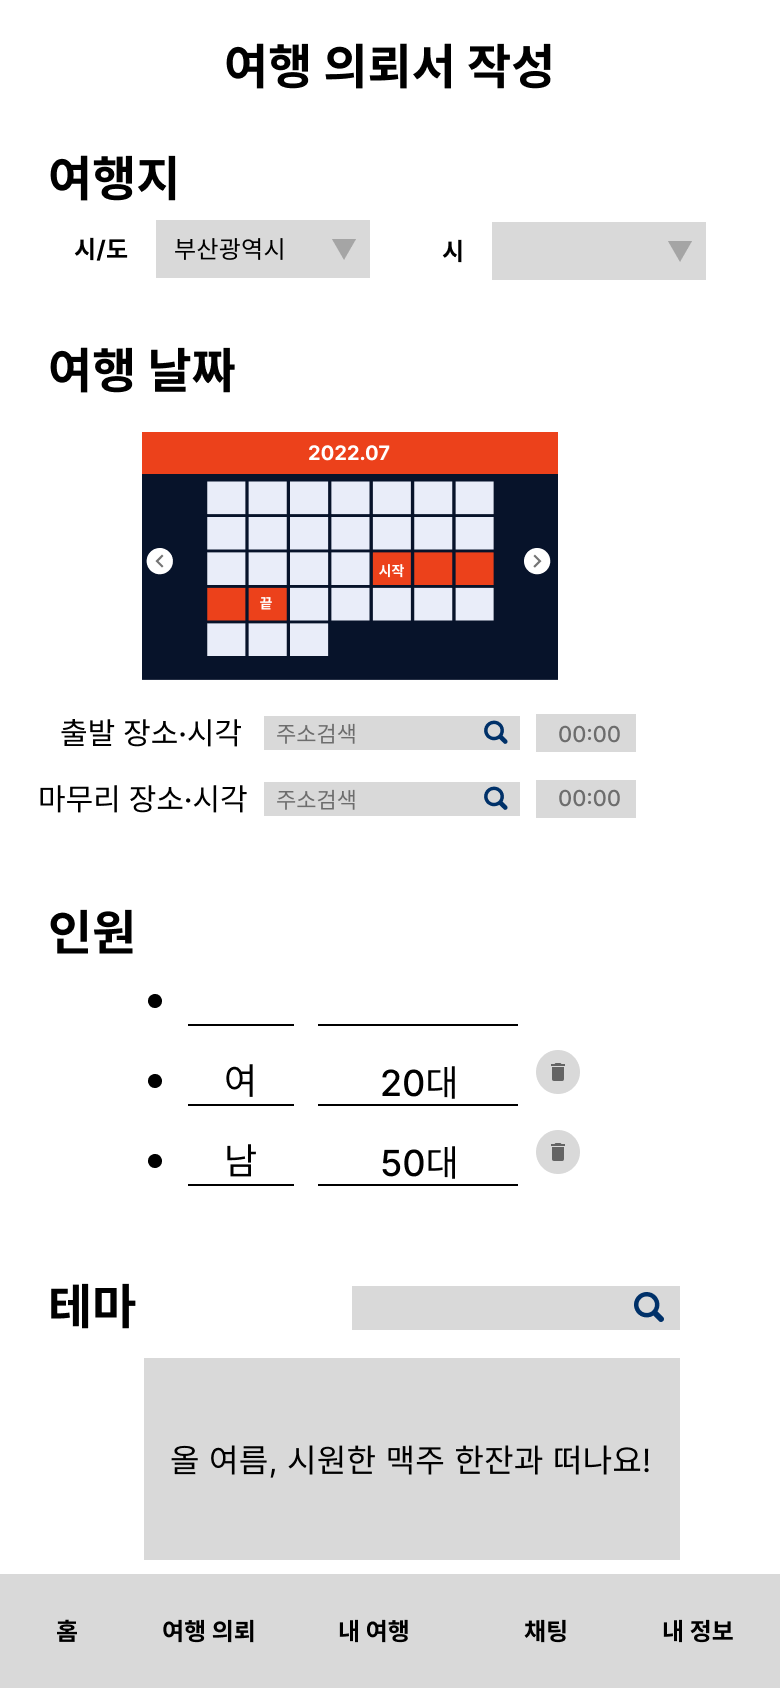 여행 의뢰서 작성
여행지
시/도 부산광역시 시
여행 날짜
2022.07
시작
끝
출발 장소·시각 주소검색 00:00
마무리 장소·시각 주소검색 00:00
인원
여 20대
남 50대
테마
올 여름, 시원한 맥주 한잔과 떠나요!
홈 여행 의뢰 내 여행 채팅 내 정보